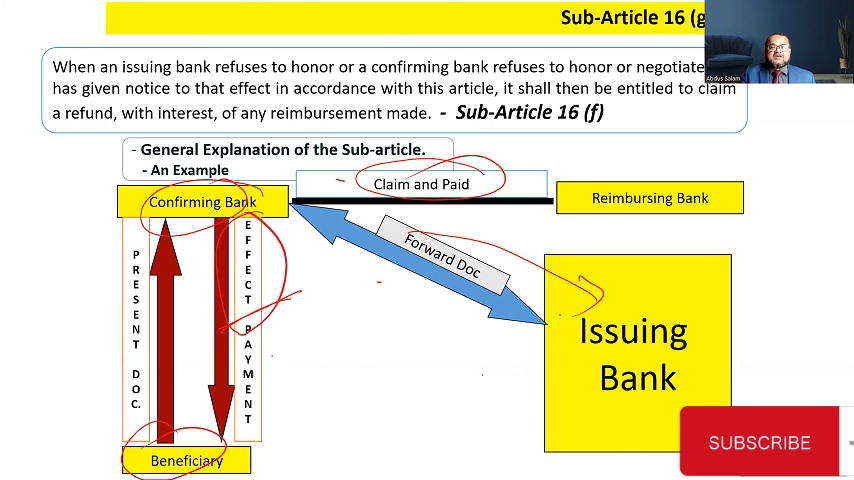 Sub-Article 16 (g
When an issuing bank refuses to honor or a confirming bank refuses to honor or negotiate
has given notice to that effect in accordance with this article, it shall then be entitled to claim
a refund, with interest, of any reimbursement made. - Sub-Article 16 (f)
- General Explanation of the Sub-article.
- An Example
Abdus Salam
Claim and Paid
Confirming Bank
Reimbursing Bank
PRESENT DOC.
EFFECT PAYMENT
Forward Doc
Issuing
Bank
Beneficiary
SUBSCRIBE